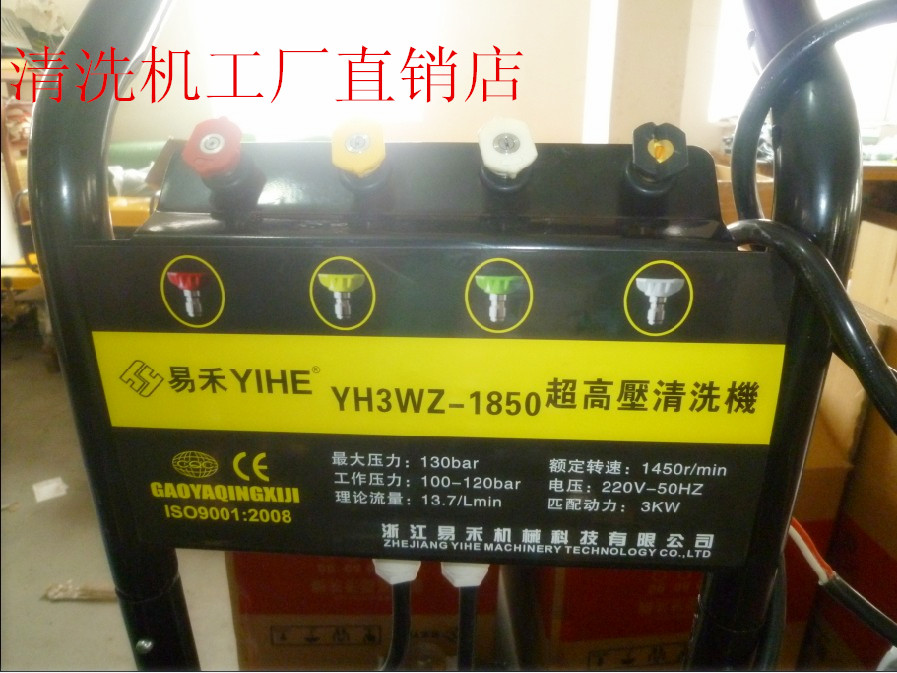 清洗机工厂直销店
易禾YIHE®
YH3WZ-1850超高壓清洗機
CQC CE
GAOYAQINGXIJI
ISO9001:2008
最大压力：130bar
工作压力：100-120bar
理论流量：13.7/Lmin
额定转速：1450r/min
电压：220V-50HZ
匹配动力：3KW
浙江易禾机械科技有限公司
ZHEJIANG YIHE MACHINERY TECHNOLOGY CO.,LTD